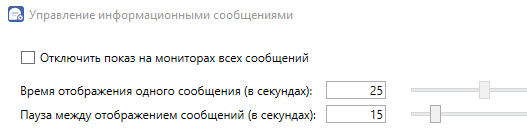 Управление информационными сообщениями
Отключить показ на мониторах всех сообщений
Время отображения одного сообщения (в секундах): 25
Пауза между отображением сообщений (в секундах): 15